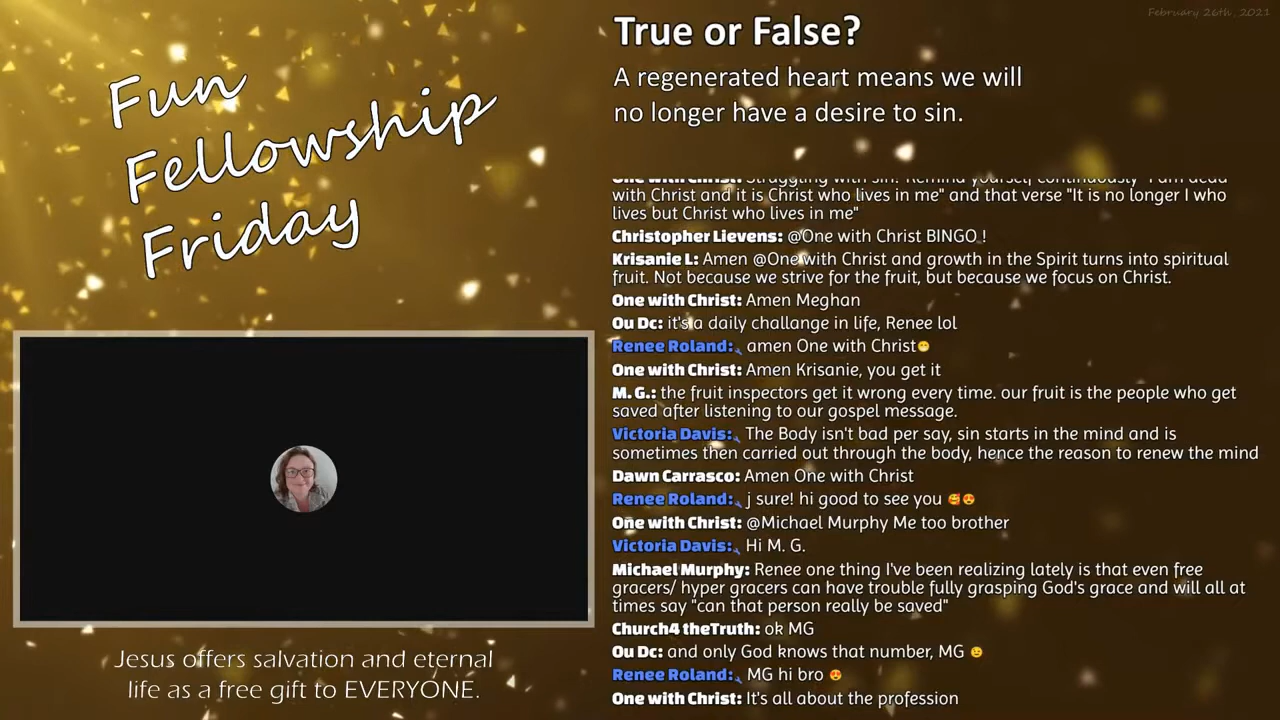 February 26th, 2021
Fun
Fellowship
Friday
True or False?
A regenerated heart means we will
no longer have a desire to sin.
One with Christ: Struggling with sin? Remind yourself continuously "I am dead
with Christ and it is Christ who lives in me" and that verse "It is no longer I who
lives but Christ who lives in me"
Christopher Lievens: @One with Christ BINGO !
Krisanie L: Amen @One with Christ and growth in the Spirit turns into spiritual
fruit. Not because we strive for the fruit, but because we focus on Christ.
One with Christ: Amen Meghan
Ou Dc: it's a daily challange in life, Renee lol
Renee Roland: amen One with Christ😁
One with Christ: Amen Krisanie, you get it
M. G.: the fruit inspectors get it wrong every time. our fruit is the people who get
saved after listening to our gospel message.
Victoria Davis: The Body isn't bad per say, sin starts in the mind and is
sometimes then carried out through the body, hence the reason to renew the mind
Dawn Carrasco: Amen One with Christ
Renee Roland: j sure! hi good to see you 🥰😍
One with Christ: @Michael Murphy Me too brother
Victoria Davis: Hi M. G.
Michael Murphy: Renee one thing I've been realizing lately is that even free
gracers/ hyper gracers can have trouble fully grasping God's grace and will all at
times say "can that person really be saved"
Church4 theTruth: ok MG
Ou Dc: and only God knows that number, MG 😉
Renee Roland: MG hi bro 😍
One with Christ: It's all about the profession
Jesus offers salvation and eternal
life as a free gift to EVERYONE.